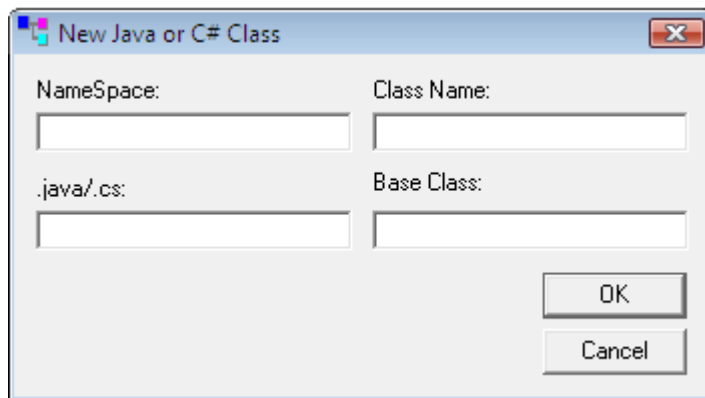 New Java or C# Class
NameSpace:
Class Name:
.java/.cs:
Base Class:
OK
Cancel